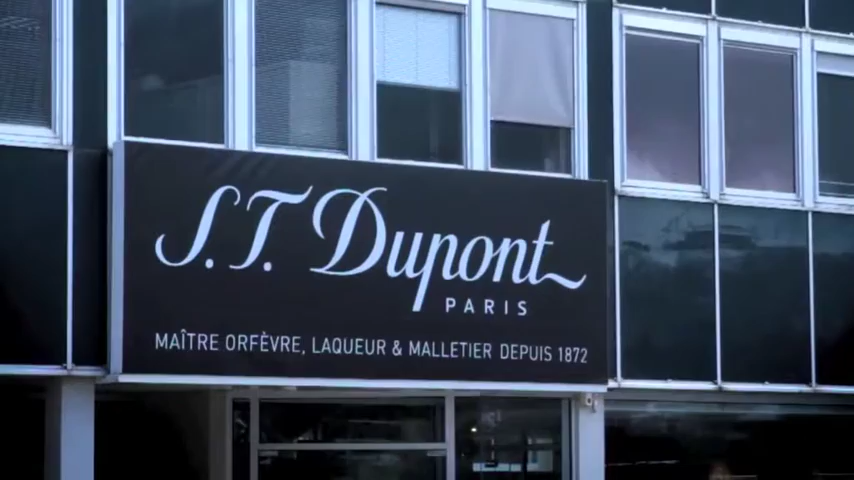 S.T. Dupont
PARIS
MAÎTRE ORFÈVRE, LAQUEUR & MALLETIER DEPUIS 1872